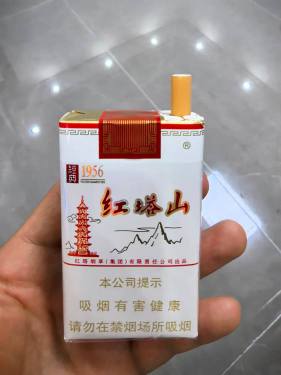 1956
®
红塔山
红塔烟草（集团）有限责任公司出品
本公司提示
吸烟有害健康
请勿在禁烟场所吸烟